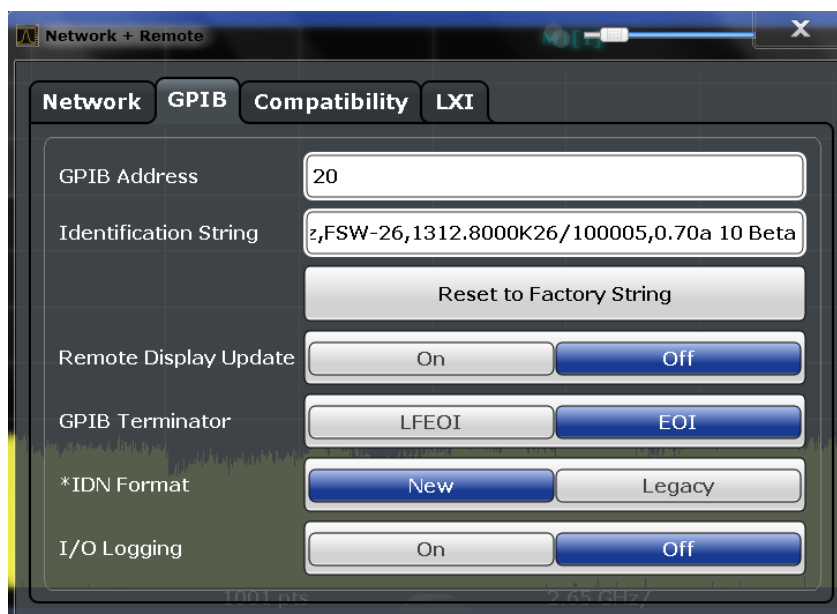 Network + Remote
M1[1]
X
Network GPIB Compatibility LXI
GPIB Address 20
Identification String z,FSW-26,1312.8000K26/100005,0.70a 10 Beta
Reset to Factory String
Remote Display Update On Off
GPIB Terminator LFEOI EOI
*IDN Format New Legacy
I/O Logging On Off
1001 pts 2.65 GHz/